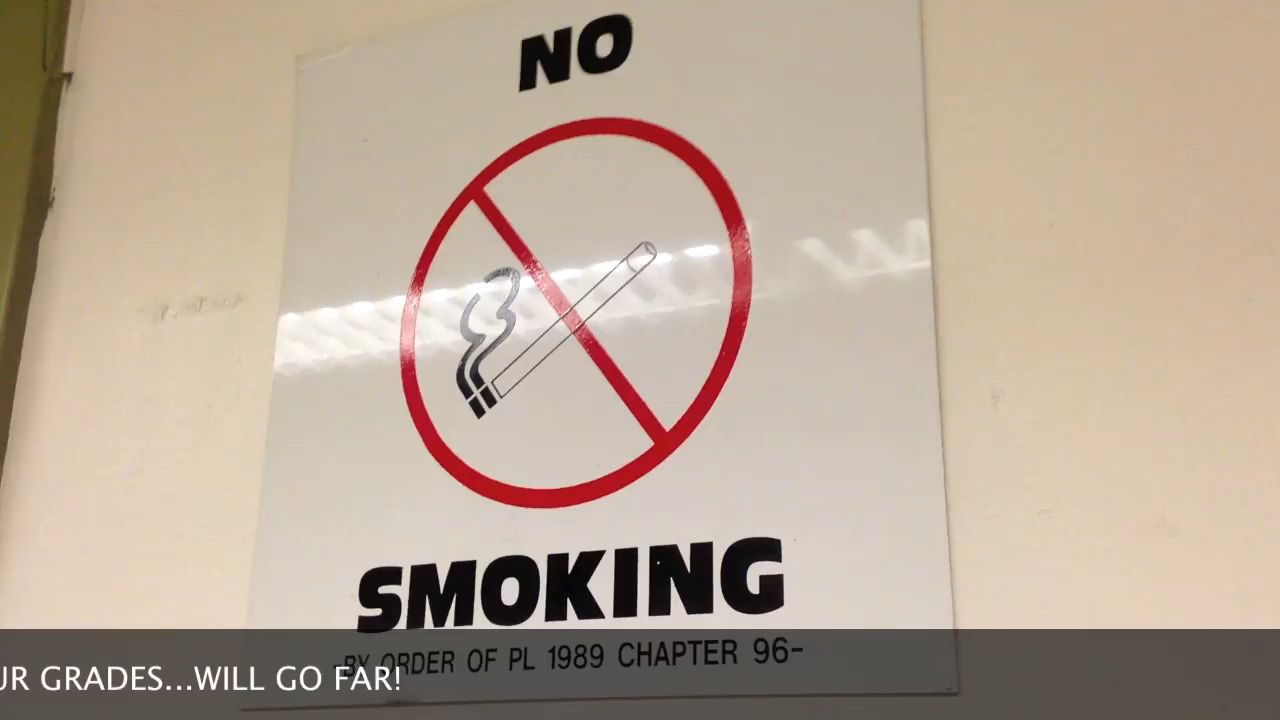 NO
SMOKING
-BY ORDER OF PL 1989 CHAPTER 96-
UR GRADES...WILL GO FAR!